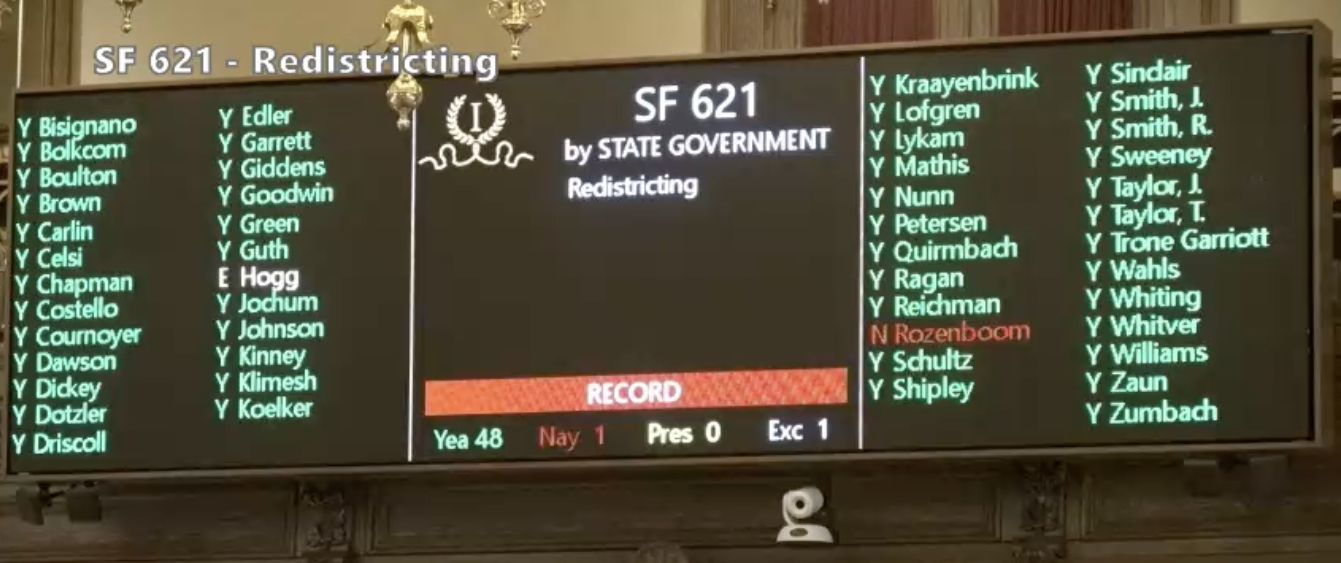 SF 621 - Redistricting
Y Bisignano
Y Bolkcom
Y Boulton
Y Brown
Y Carlin
Y Celsi
Y Chapman
Y Costello
Y Cournoyer
Y Dawson
Y Dickey
Y Dotzler
Y Driscoll
Y Edler
Y Garrett
Y Giddens
Y Goodwin
Y Green
Y Guth
E Hogg
Y Jochum
Y Johnson
Y Kinney
Y Klimesh
Y Koelker
I
SF 621
by STATE GOVERNMENT
Redistricting
RECORD
Yea 48 Nay 1 Pres 0 Exc 1
Y Kraayenbrink
Y Lofgren
Y Lykam
Y Mathis
Y Nunn
Y Petersen
Y Quirmbach
Y Ragan
Y Reichman
N Rozenboom
Y Schultz
Y Shipley
Y Sinclair
Y Smith, J.
Y Smith, R.
Y Sweeney
Y Taylor, J.
Y Taylor, T.
Y Trone Garriott
Y Wahls
Y Whiting
Y Whitver
Y Williams
Y Zaun
Y Zumbach